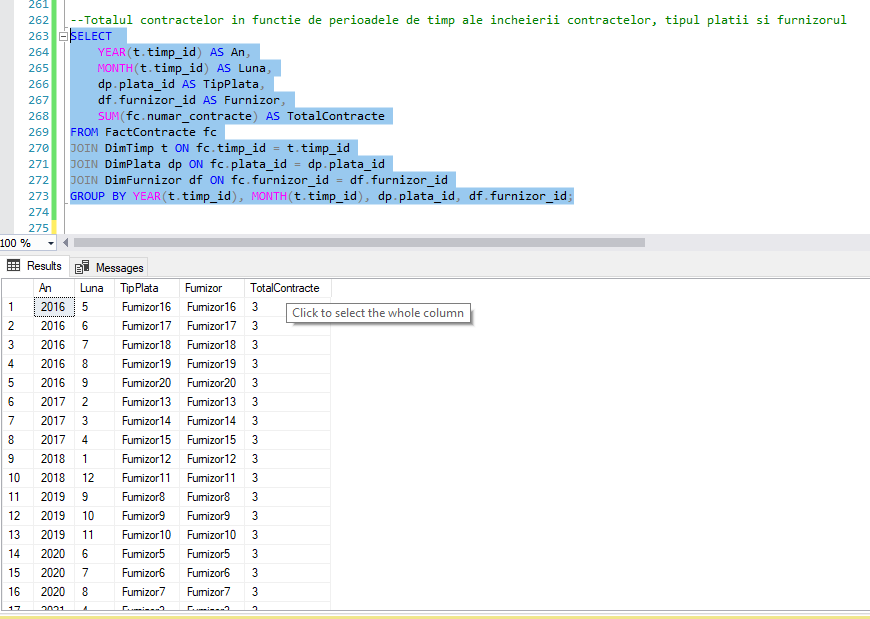 261
262 --Totalul contractelor in functie de perioadele de timp ale incheierii contractelor, tipul platii si furnizorul
263 SELECT
264 YEAR(t.timp_id) AS An,
265 MONTH(t.timp_id) AS Luna,
266 dp.plata_id AS TipPlata,
267 df.furnizor_id AS Furnizor,
268 SUM(fc.numar_contracte) AS TotalContracte
269 FROM FactContracte fc
270 JOIN DimTimp t ON fc.timp_id = t.timp_id
271 JOIN DimPlata dp ON fc.plata_id = dp.plata_id
272 JOIN DimFurnizor df ON fc.furnizor_id = df.furnizor_id
273 GROUP BY YEAR(t.timp_id), MONTH(t.timp_id), dp.plata_id, df.furnizor_id;
274
275
100 %
Results Messages
An Luna TipPlata Furnizor TotalContracte
1 2016 5 Furnizor16 Furnizor16 3
Click to select the whole column
2 2016 6 Furnizor17 Furnizor17 3
3 2016 7 Furnizor18 Furnizor18 3
4 2016 8 Furnizor19 Furnizor19 3
5 2016 9 Furnizor20 Furnizor20 3
6 2017 2 Furnizor13 Furnizor13 3
7 2017 3 Furnizor14 Furnizor14 3
8 2017 4 Furnizor15 Furnizor15 3
9 2018 1 Furnizor12 Furnizor12 3
10 2018 12 Furnizor11 Furnizor11 3
11 2019 9 Furnizor8 Furnizor8 3
12 2019 10 Furnizor9 Furnizor9 3
13 2019 11 Furnizor10 Furnizor10 3
14 2020 6 Furnizor5 Furnizor5 3
15 2020 7 Furnizor6 Furnizor6 3
16 2020 8 Furnizor7 Furnizor7 3